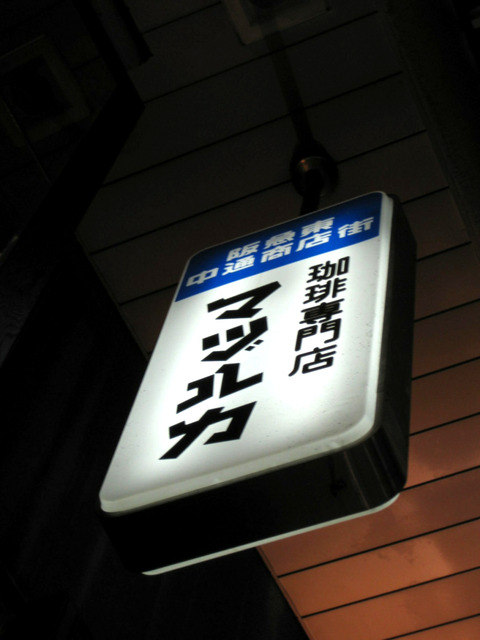 阪急東
中通商店街
珈琲専門店
マヅルカ